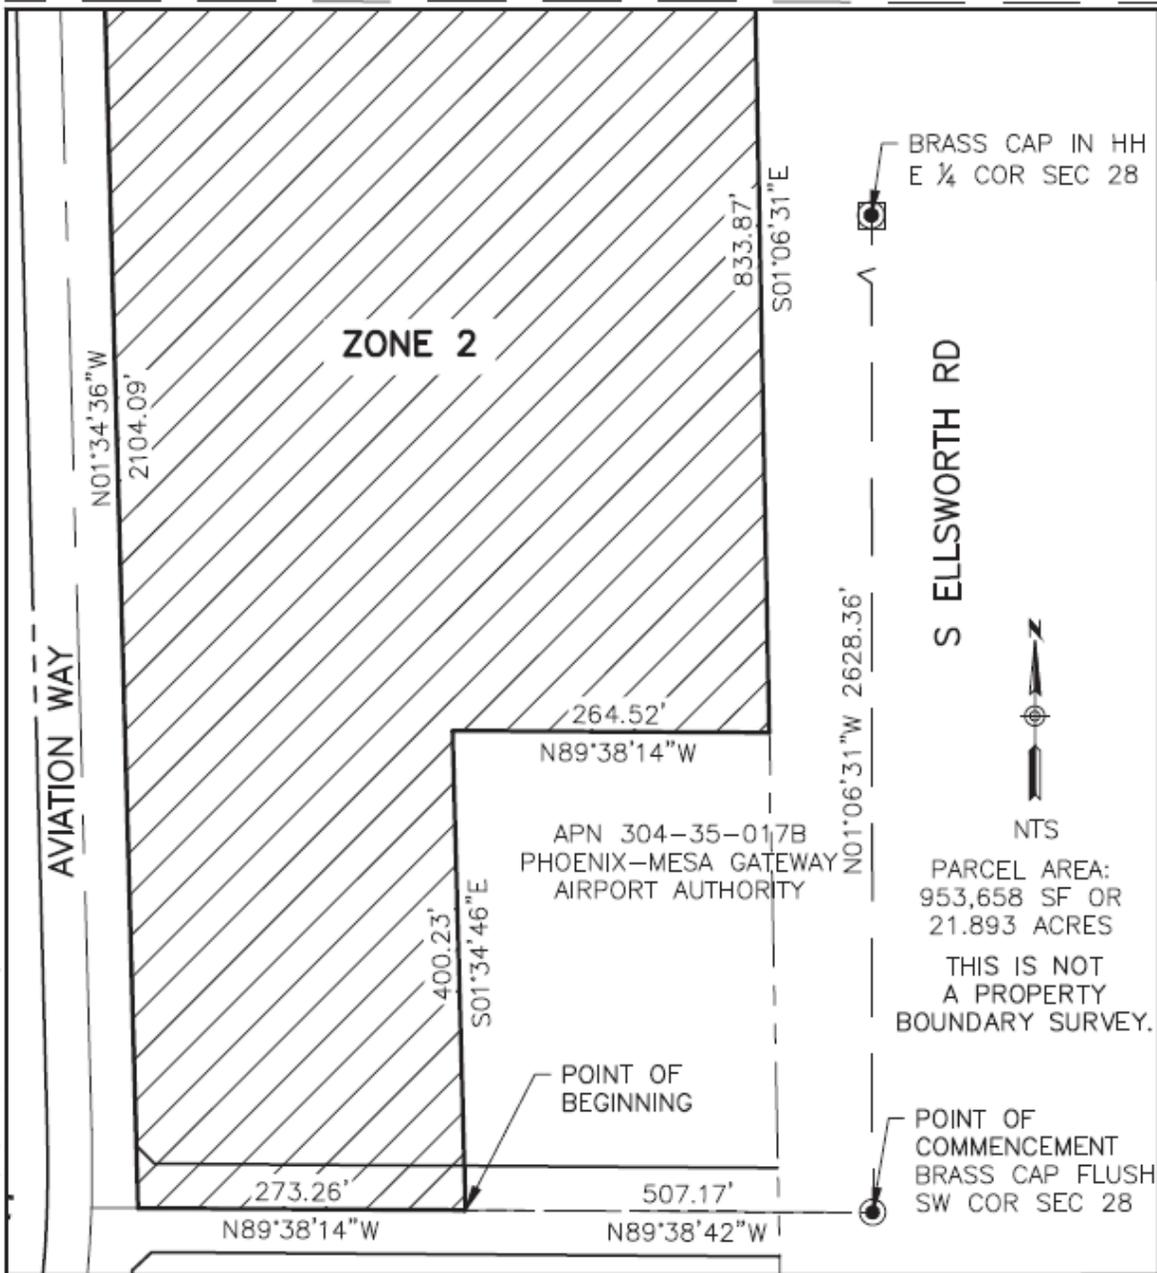 BRASS CAP IN HH
E ¼ COR SEC 28
833.87'
S01°06'31"E
ZONE 2
N01°34'36"W
2104.09'
S ELLSWORTH RD
N01°06'31"W 2628.36'
N
AVIATION WAY
264.52'
N89°38'14"W
NTS
APN 304-35-017B
PHOENIX-MESA GATEWAY
AIRPORT AUTHORITY
PARCEL AREA:
953,658 SF OR
21.893 ACRES
THIS IS NOT
A PROPERTY
BOUNDARY SURVEY.
400.23'
S01°34'46"E
POINT OF
BEGINNING
POINT OF
COMMENCEMENT
BRASS CAP FLUSH
SW COR SEC 28
273.26'
N89°38'14"W
507.17'
N89°38'42"W